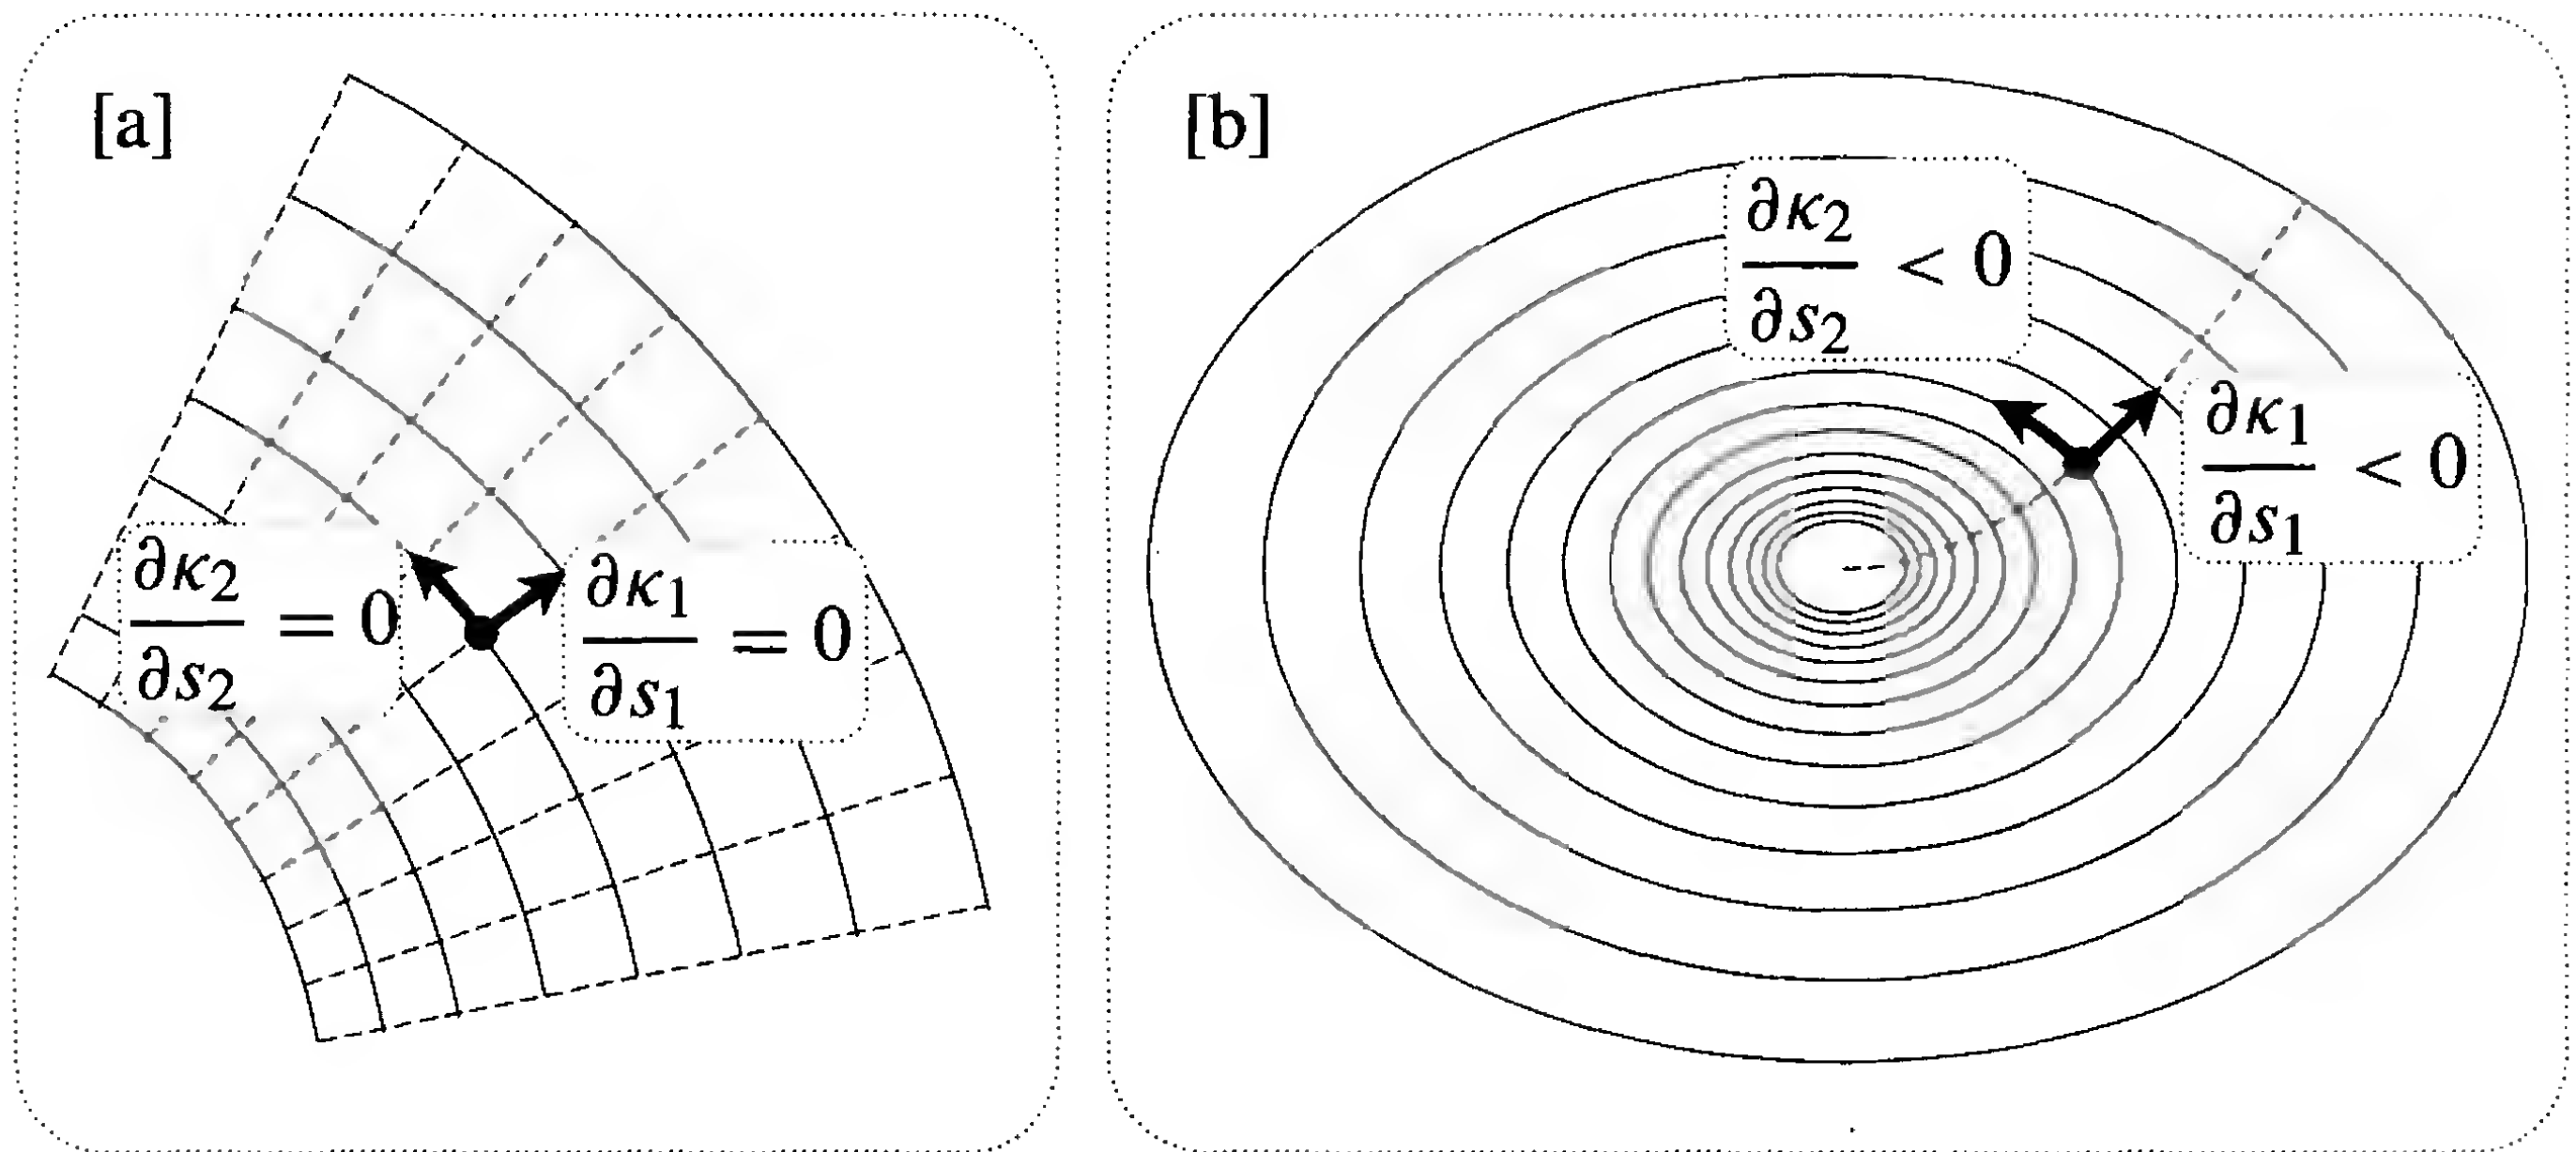 [a]
∂κ₂/∂s₂ = 0
∂κ₁/∂s₁ = 0
[b]
∂κ₂/∂s₂ < 0
∂κ₁/∂s₁ < 0